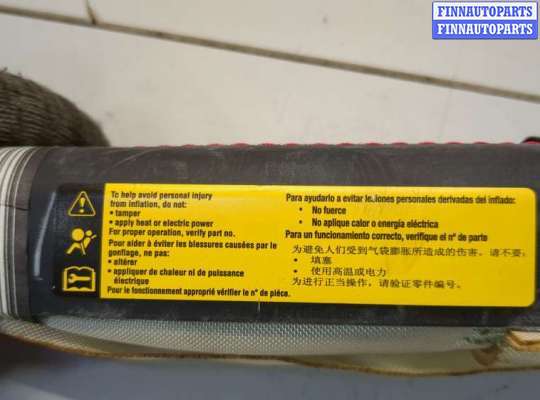 FINNAUTOPARTS
FINNAUTOPARTS
To help avoid personal injury
from inflation, do not:
• tamper
• apply heat or electric power
For proper operation, verify part no.
Pour aider à éviter les blessures causées par le
gonflage, ne pas:
• altérer
• appliquer de chaleur ni de puissance
électrique
Pour le fonctionnement approprié vérifier le n° de pièce.
Para ayudarlo a evitar lesiones personales derivadas del inflado:
• No fuerce
• No aplique calor o energía eléctrica
Para un funcionamiento correcto, verifique el n° de parte
为避免人们受到气袋膨胀所造成的伤害，请不要：
• 填塞
• 使用高温或电力
为进行正当操作，请验证零件编号。